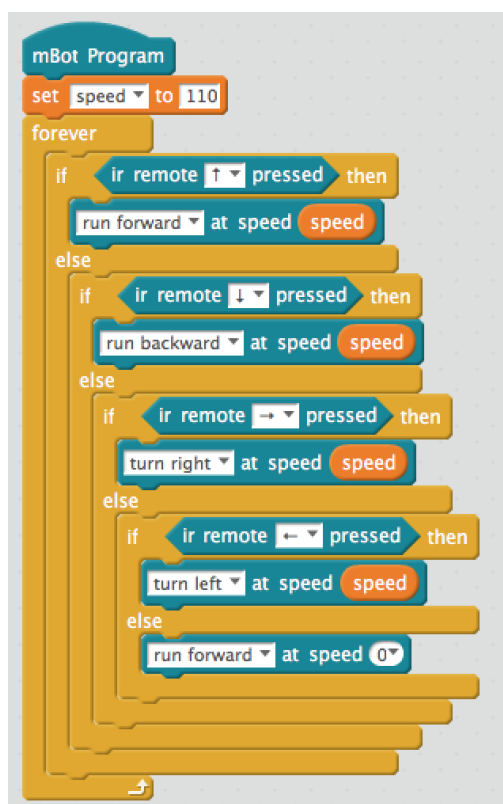 mBot Program
set speed to 110
forever
if ir remote ↑ pressed then
run forward at speed speed
else
if ir remote ↓ pressed then
run backward at speed speed
else
if ir remote → pressed then
turn right at speed speed
else
if ir remote ← pressed then
turn left at speed speed
else
run forward at speed 0